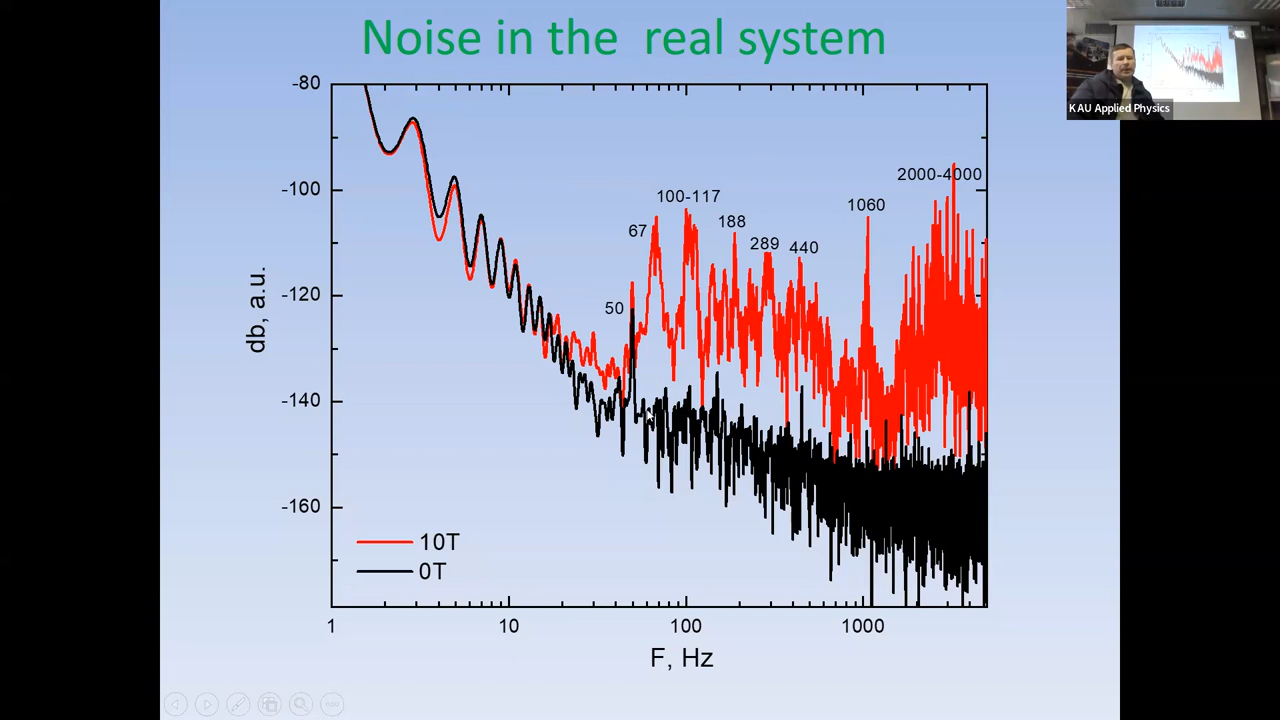 Noise in the real system
KAU Applied Physics
-80
-100
-120
-140
-160
db, a.u.
50
67
100-117
188
289
440
1060
2000-4000
10T
0T
1
10
100
1000
F, Hz